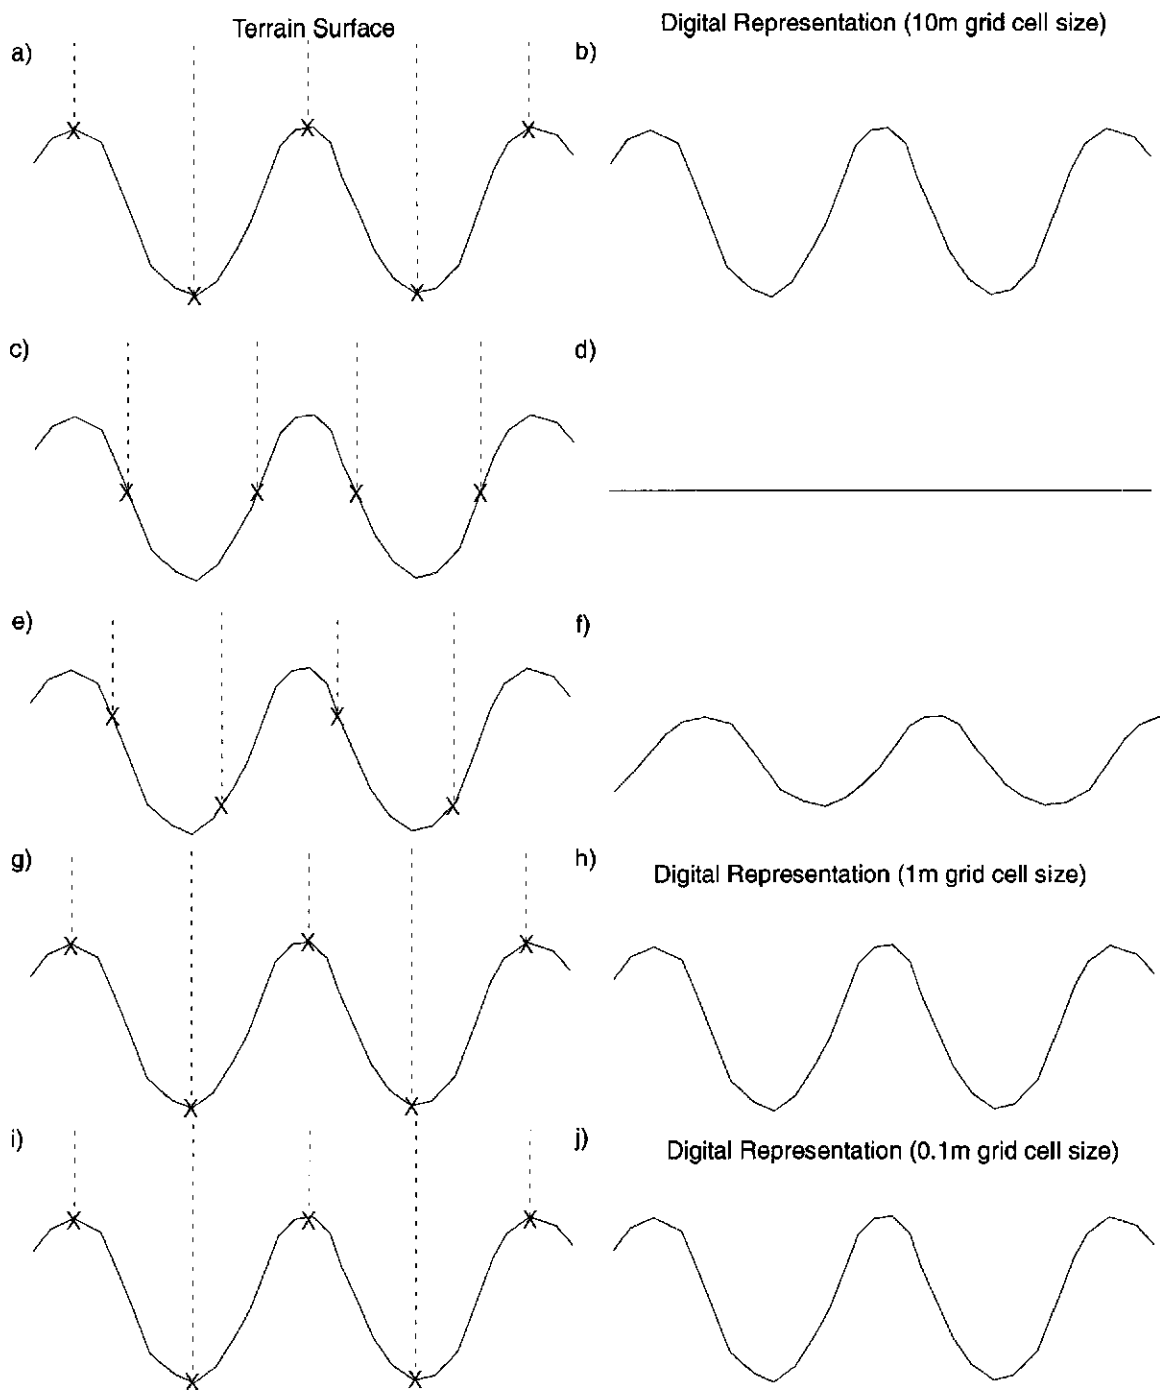 Terrain Surface
Digital Representation (10m grid cell size)
a)
b)
X X X X X
c)
d)
X X X X
e)
f)
X X X X
g)
h)
Digital Representation (1m grid cell size)
X X X X X
i)
j)
Digital Representation (0.1m grid cell size)
X X X X X